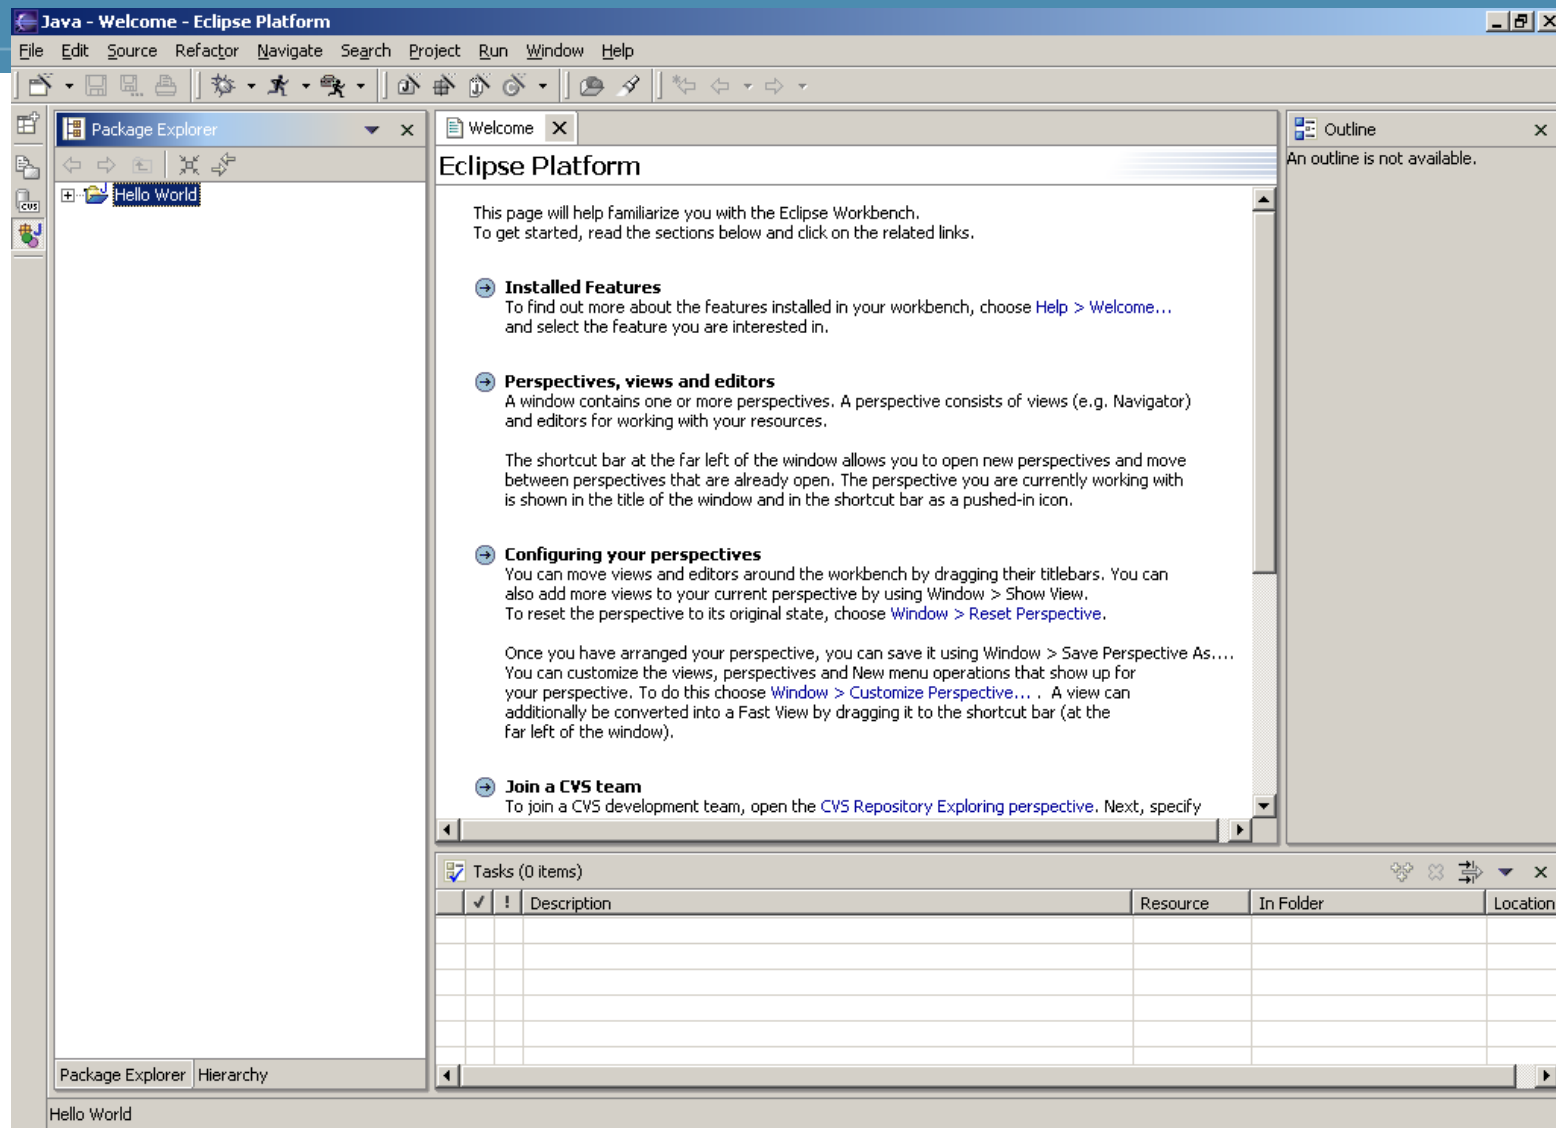 Java - Welcome - Eclipse Platform
File Edit Source Refactor Navigate Search Project Run Window Help
Package Explorer
Hello World
cvs
Welcome
Eclipse Platform
This page will help familiarize you with the Eclipse Workbench.
To get started, read the sections below and click on the related links.
Installed Features
To find out more about the features installed in your workbench, choose Help > Welcome...
and select the feature you are interested in.
Perspectives, views and editors
A window contains one or more perspectives. A perspective consists of views (e.g. Navigator)
and editors for working with your resources.
The shortcut bar at the far left of the window allows you to open new perspectives and move
between perspectives that are already open. The perspective you are currently working with
is shown in the title of the window and in the shortcut bar as a pushed-in icon.
Configuring your perspectives
You can move views and editors around the workbench by dragging their titlebars. You can
also add more views to your current perspective by using Window > Show View.
To reset the perspective to its original state, choose Window > Reset Perspective.
Once you have arranged your perspective, you can save it using Window > Save Perspective As....
You can customize the views, perspectives and New menu operations that show up for
your perspective. To do this choose Window > Customize Perspective... . A view can
additionally be converted into a Fast View by dragging it to the shortcut bar (at the
far left of the window).
Join a CVS team
To join a CVS development team, open the CVS Repository Exploring perspective. Next, specify
Outline
An outline is not available.
Tasks (0 items)
! Description Resource In Folder Location
Package Explorer Hierarchy
Hello World